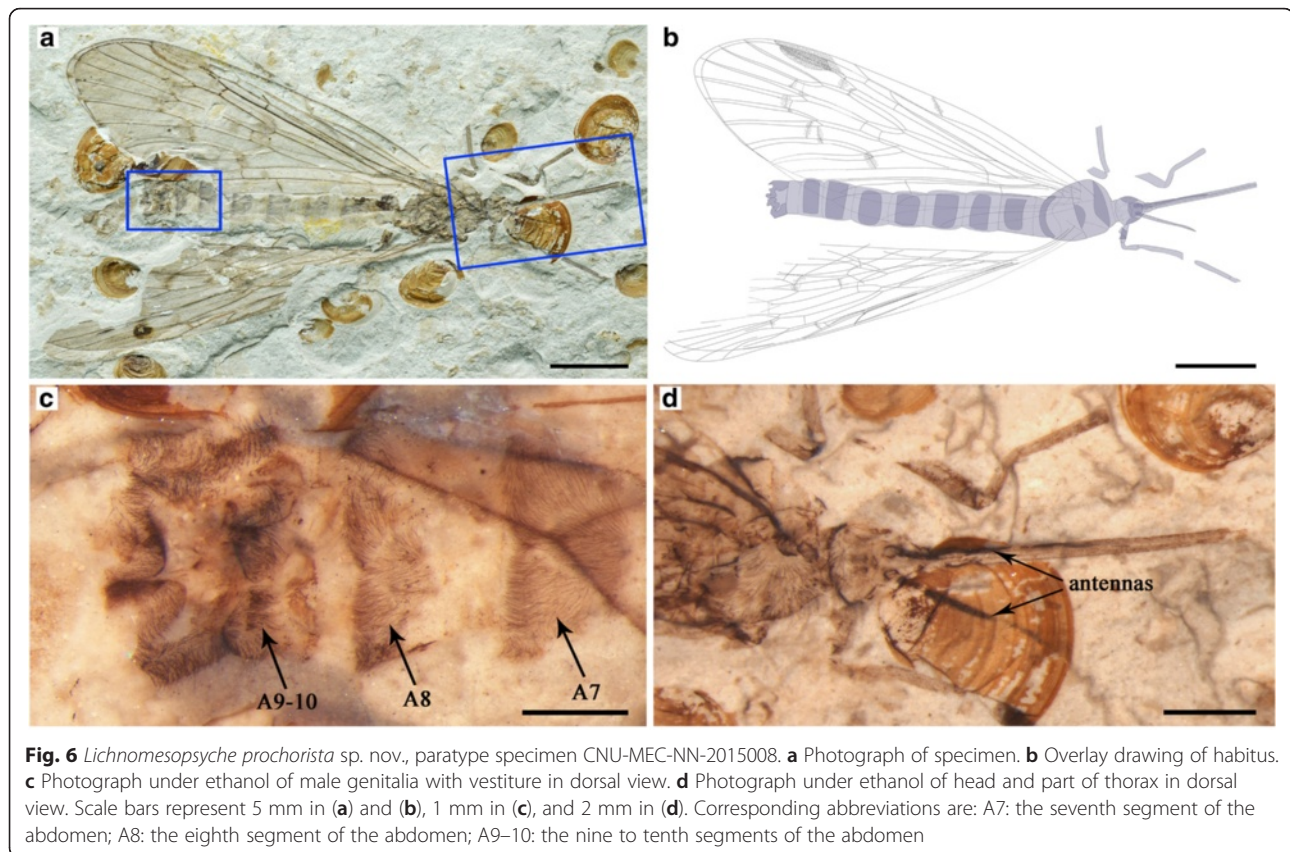 a
b
c
d
antennas
A9-10
A8
A7
Fig. 6 Lichnomesopsyche prochorista sp. nov., paratype specimen CNU-MEC-NN-2015008. a Photograph of specimen. b Overlay drawing of habitus.
c Photograph under ethanol of male genitalia with vestiture in dorsal view. d Photograph under ethanol of head and part of thorax in dorsal
view. Scale bars represent 5 mm in (a) and (b), 1 mm in (c), and 2 mm in (d). Corresponding abbreviations are: A7: the seventh segment of the
abdomen; A8: the eighth segment of the abdomen; A9–10: the nine to tenth segments of the abdomen